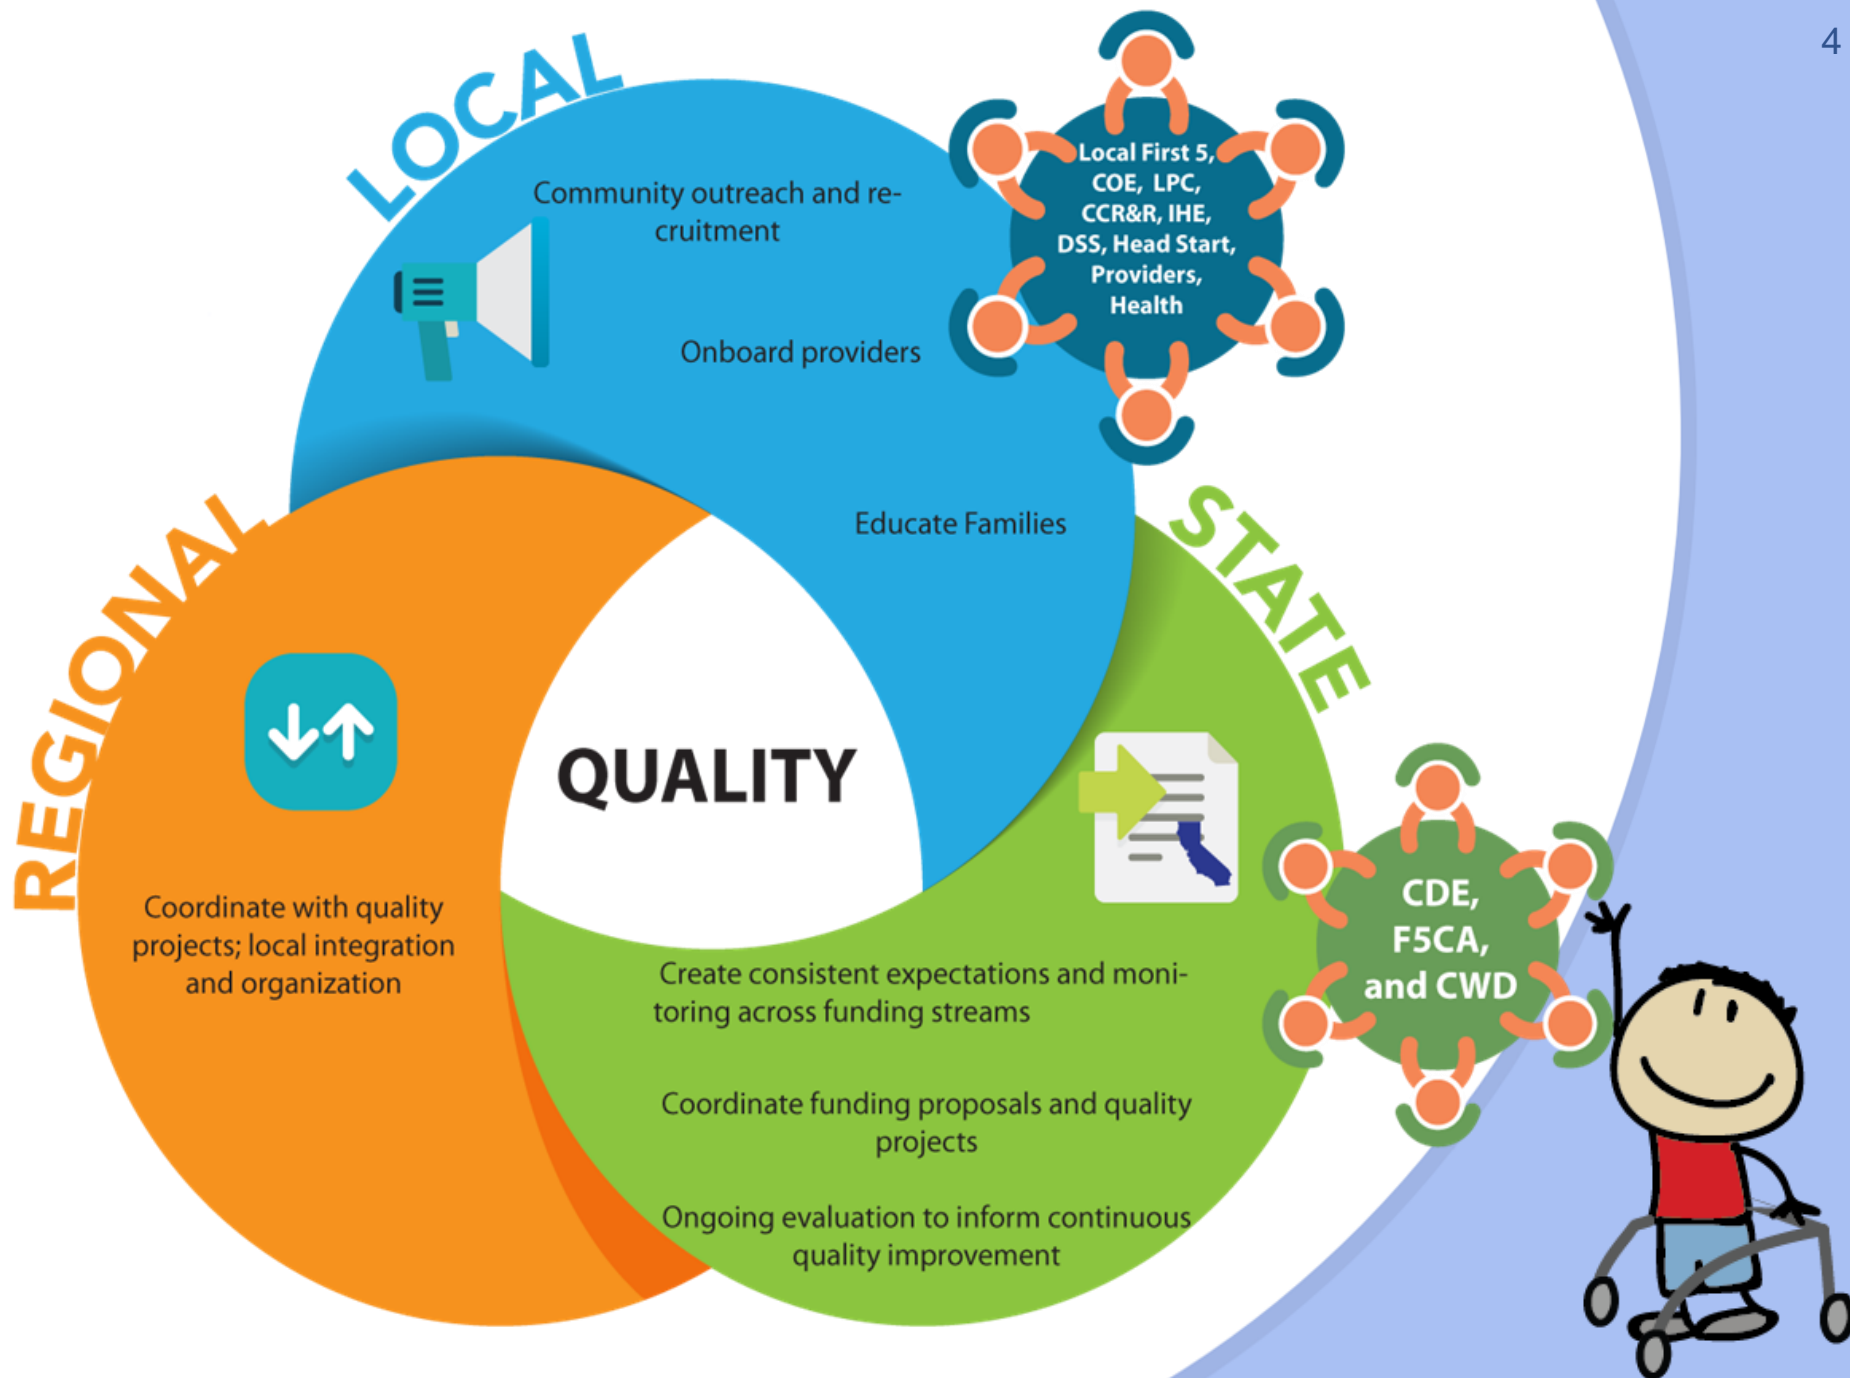 4
LOCAL
Community outreach and re-
cruitment
Onboard providers
Educate Families
Local First 5,
COE, LPC,
CCR&R, IHE,
DSS, Head Start,
Providers,
Health
REGIONAL
Coordinate with quality
projects; local integration
and organization
QUALITY
STATE
Create consistent expectations and moni-
toring across funding streams
Coordinate funding proposals and quality
projects
Ongoing evaluation to inform continuous
quality improvement
CDE,
F5CA,
and CWD